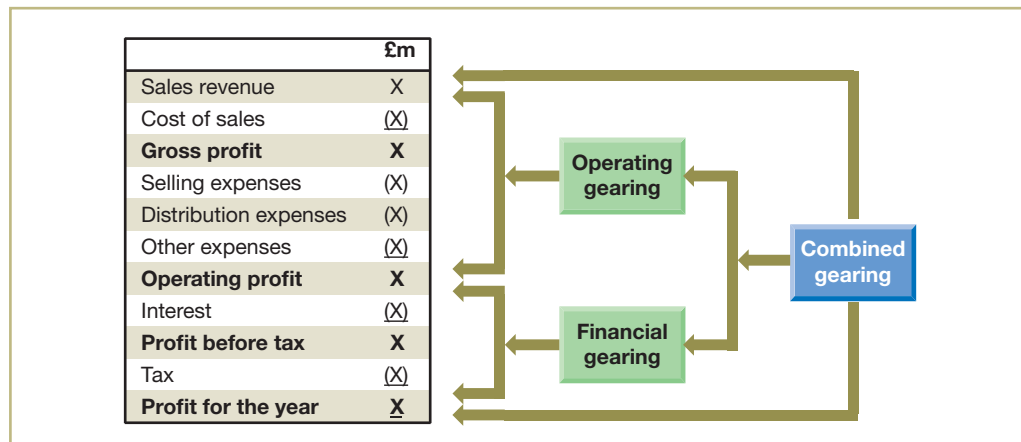 £m
Sales revenue X
Cost of sales (X)
Gross profit X
Selling expenses (X)
Distribution expenses (X)
Other expenses (X)
Operating profit X
Interest (X)
Profit before tax X
Tax (X)
Profit for the year X
Operating
gearing
Financial
gearing
Combined
gearing